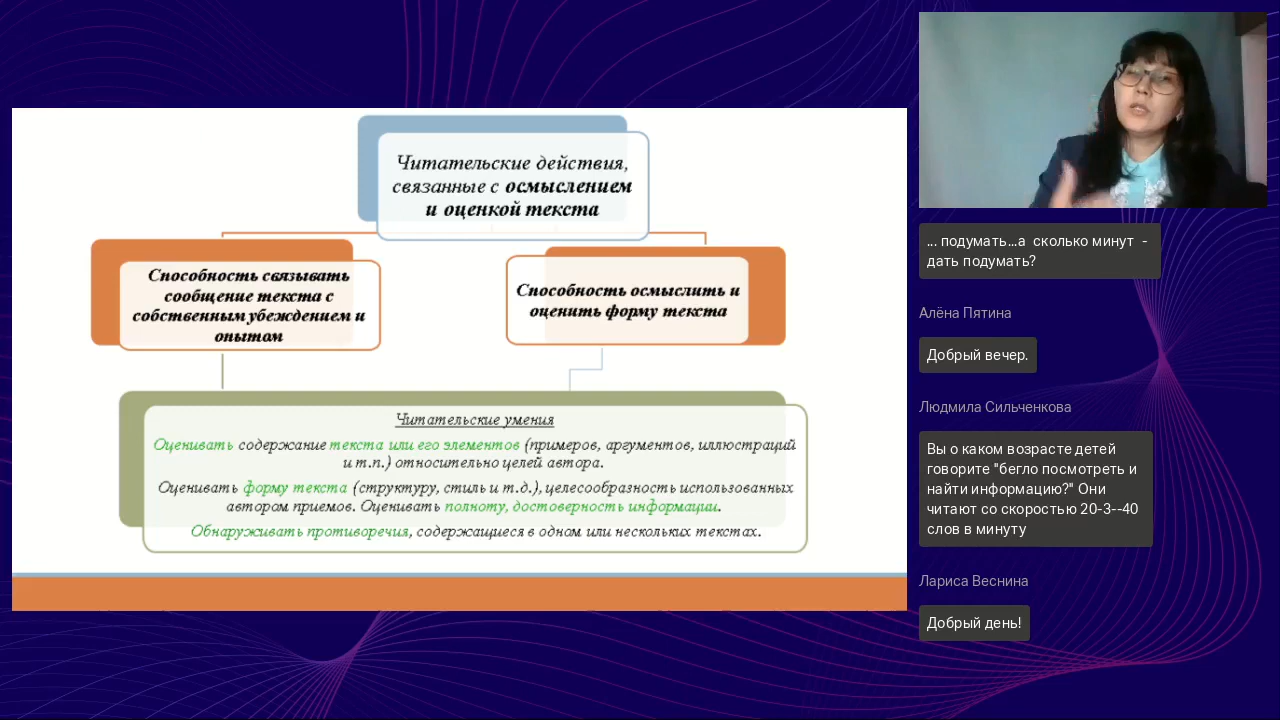 Читательские действия,
связанные с осмыслением
и оценкой текста
Способность связывать
сообщение текста с
собственным убеждением и
опытом
Способность осмыслить и
оценить форму текста
Читательские умения
Оценивать содержание текста или его элементов (примеров, аргументов, иллюстраций
и т.п.) относительно целей автора.
Оценивать форму текста (структуру, стиль и т.д.), целесообразность использованных
автором приемов. Оценивать полноту, достоверность информации.
Обнаруживать противоречия, содержащиеся в одном или нескольких текстах.
... подумать...а сколько минут -
дать подумать?
Алёна Пятина
Добрый вечер.
Людмила Сильченкова
Вы о каком возрасте детей
говорите "бегло посмотреть и
найти информацию?" Они
читают со скоростью 20-3--40
слов в минуту
Лариса Веснина
Добрый день!